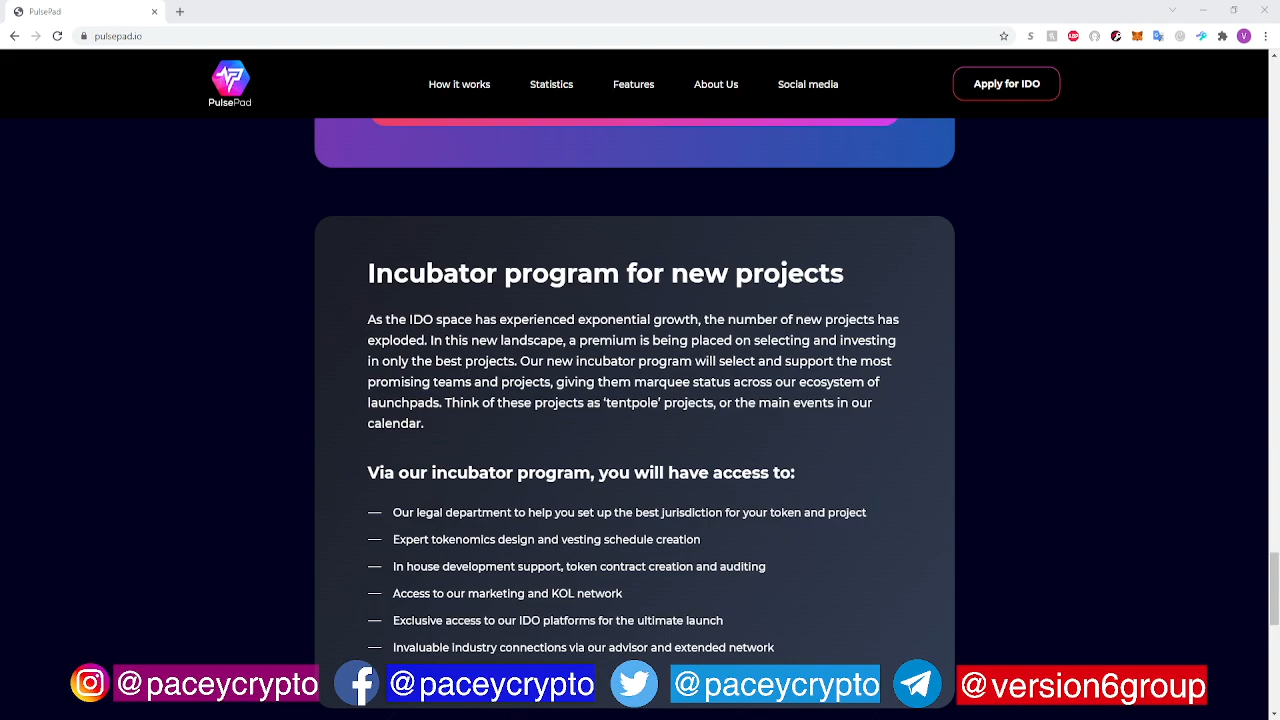 PulsePad
pulsepad.io
PulsePad
How it works
Statistics
Features
About Us
Social media
Apply for IDO
Incubator program for new projects
As the IDO space has experienced exponential growth, the number of new projects has
exploded. In this new landscape, a premium is being placed on selecting and investing
in only the best projects. Our new incubator program will select and support the most
promising teams and projects, giving them marquee status across our ecosystem of
launchpads. Think of these projects as ‘tentpole’ projects, or the main events in our
calendar.
Via our incubator program, you will have access to:
— Our legal department to help you set up the best jurisdiction for your token and project
— Expert tokenomics design and vesting schedule creation
— In house development support, token contract creation and auditing
— Access to our marketing and KOL network
— Exclusive access to our IDO platforms for the ultimate launch
— Invaluable industry connections via our advisor and extended network
@paceycrypto
@paceycrypto
@paceycrypto
@version6group